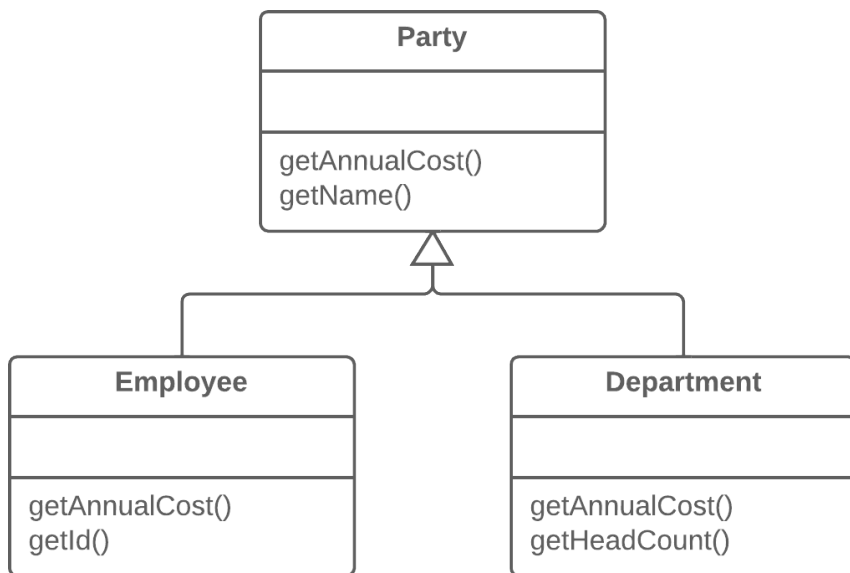 Party
getAnnualCost()
getName()
Employee
getAnnualCost()
getId()
Department
getAnnualCost()
getHeadCount()